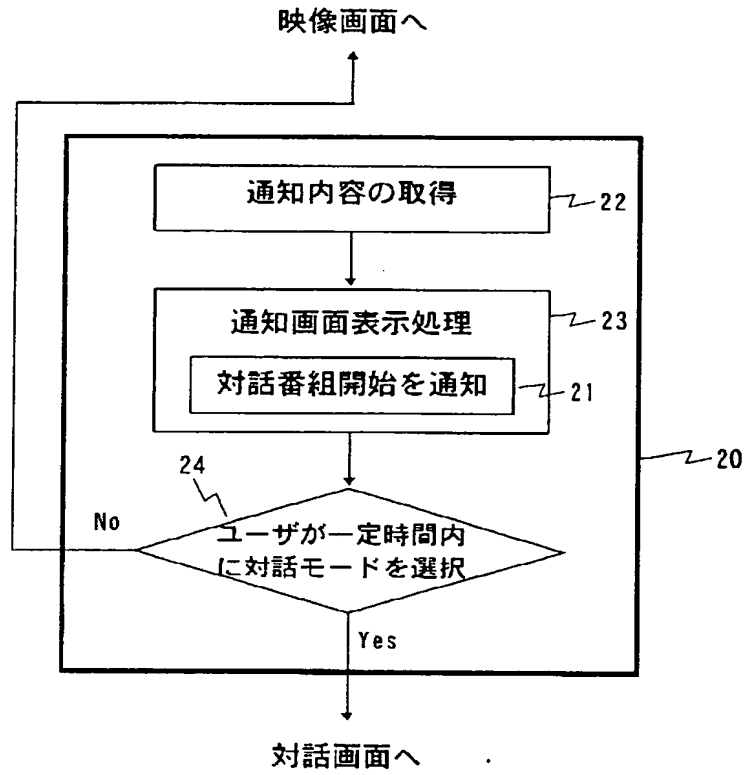 映像画面へ
通知内容の取得
22
通知画面表示処理
23
対話番組開始を通知
21
24
20
No
ユーザが一定時間内
に対話モードを選択
Yes
対話画面へ